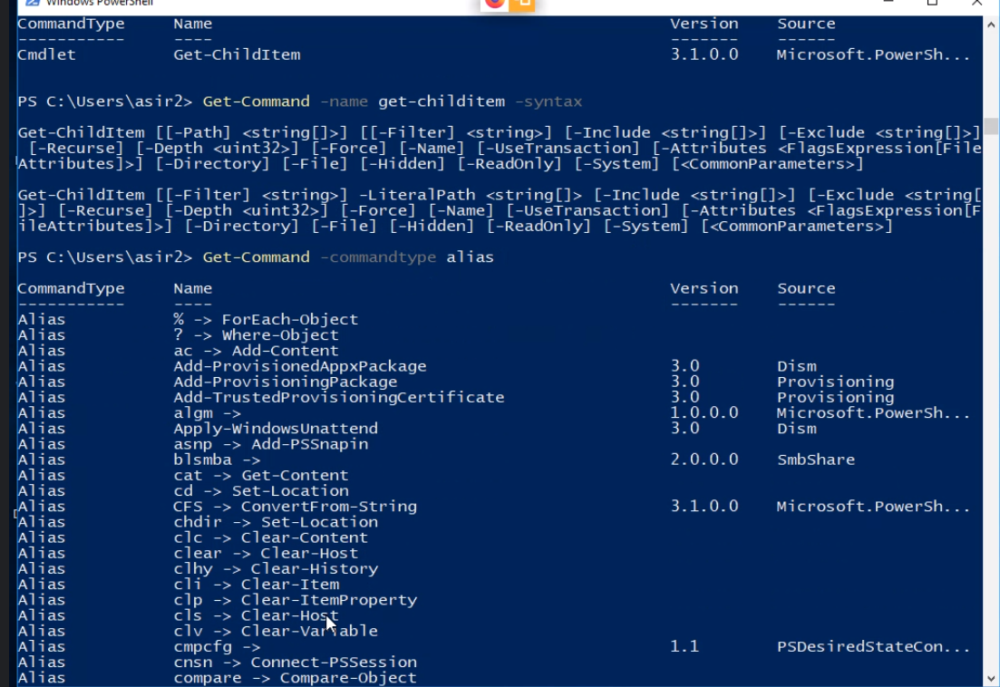 Windows PowerShell
CommandType Name Version Source
----------- ---- ------- ------
Cmdlet Get-ChildItem 3.1.0.0 Microsoft.PowerSh...
PS C:\Users\asir2> Get-Command -name get-childitem -syntax
Get-ChildItem [[-Path] <string[]>] [[-Filter] <string>] [-Include <string[]>] [-Exclude <string[]>]
[-Recurse] [-Depth <uint32>] [-Force] [-Name] [-UseTransaction] [-Attributes <FlagsExpression[File
Attributes]>] [-Directory] [-File] [-Hidden] [-ReadOnly] [-System] [<CommonParameters>]
Get-ChildItem [[-Filter] <string>] -LiteralPath <string[]> [-Include <string[]>] [-Exclude <string[
]>] [-Recurse] [-Depth <uint32>] [-Force] [-Name] [-UseTransaction] [-Attributes <FlagsExpression[F
ileAttributes]>] [-Directory] [-File] [-Hidden] [-ReadOnly] [-System] [<CommonParameters>]
PS C:\Users\asir2> Get-Command -commandtype alias
CommandType Name Version Source
----------- ---- ------- ------
Alias % -> ForEach-Object
Alias ? -> Where-Object
Alias ac -> Add-Content
Alias Add-ProvisionedAppxPackage 3.0 Dism
Alias Add-ProvisioningPackage 3.0 Provisioning
Alias Add-TrustedProvisioningCertificate 3.0 Provisioning
Alias algm -> 1.0.0.0 Microsoft.PowerSh...
Alias Apply-WindowsUnattend 3.0 Dism
Alias asnp -> Add-PSSnapin
Alias blsmba -> 2.0.0.0 SmbShare
Alias cat -> Get-Content
Alias cd -> Set-Location
Alias CFS -> ConvertFrom-String 3.1.0.0 Microsoft.PowerSh...
Alias chdir -> Set-Location
Alias clc -> Clear-Content
Alias clear -> Clear-Host
Alias clhy -> Clear-History
Alias cli -> Clear-Item
Alias clp -> Clear-ItemProperty
Alias cls -> Clear-Host
Alias clv -> Clear-Variable
Alias cmpcfg -> 1.1 PSDesiredStateCon...
Alias cnsn -> Connect-PSSession
Alias compare -> Compare-Object